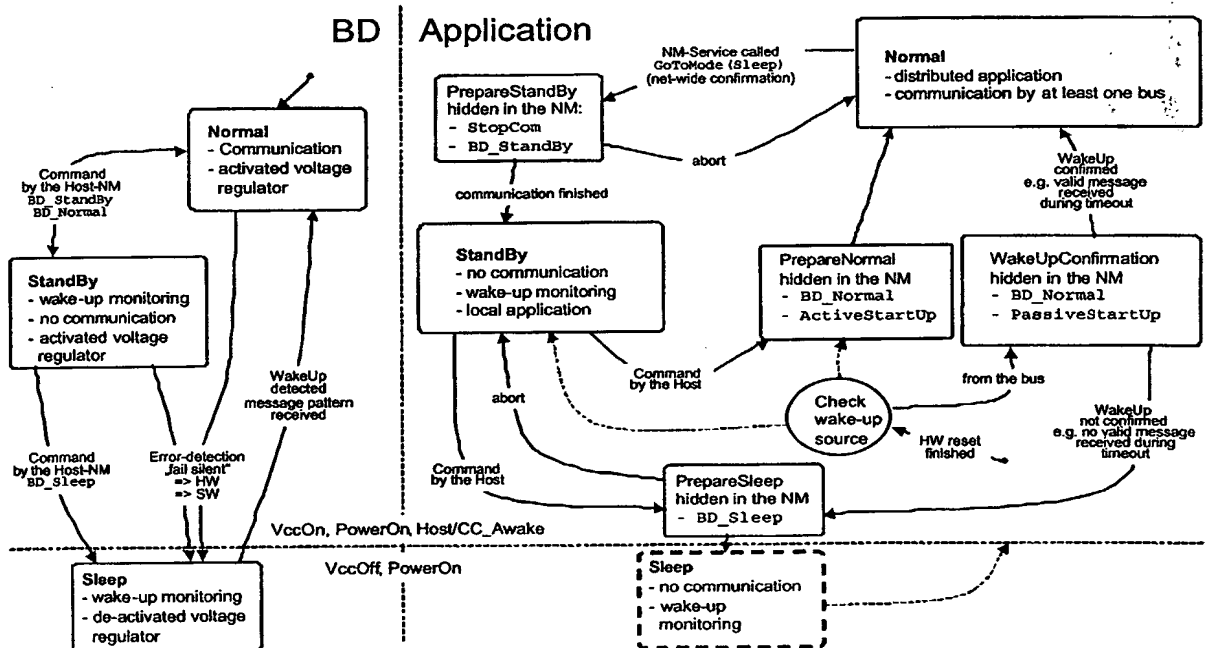 BD
Application
Normal
- Communication
- activated voltage
regulator
Command
by the Host-NM
BD_StandBy
BD_Normal
StandBy
- wake-up monitoring
- no communication
- activated voltage
regulator
WakeUp
detected
message pattern
received
Command
by the Host-NM
BD_Sleep
Error-detection
„fail silent"
=> HW
=> SW
Sleep
- wake-up monitoring
- de-activated voltage
regulator
NM-Service called
GoToMode (Sleep)
(net-wide confirmation)
Normal
- distributed application
- communication by at least one bus
PrepareStandBy
hidden in the NM:
- StopCom
- BD_StandBy
abort
communication finished
WakeUp
confirmed
e.g. valid message
received
during timeout
StandBy
- no communication
- wake-up monitoring
- local application
PrepareNormal
hidden in the NM
- BD_Normal
- ActiveStartUp
WakeUpConfirmation
hidden in the NM
- BD_Normal
- PassiveStartUp
Command
by the Host
abort
Check
wake-up
source
from the bus
HW reset
finished
WakeUp
not confirmed
e.g. no valid message
received during
timeout
Command
by the Host
PrepareSleep
hidden in the NM
- BD_Sleep
VccOn, PowerOn, Host/CC_Awake
VccOff, PowerOn
Sleep
- no communication
- wake-up
monitoring